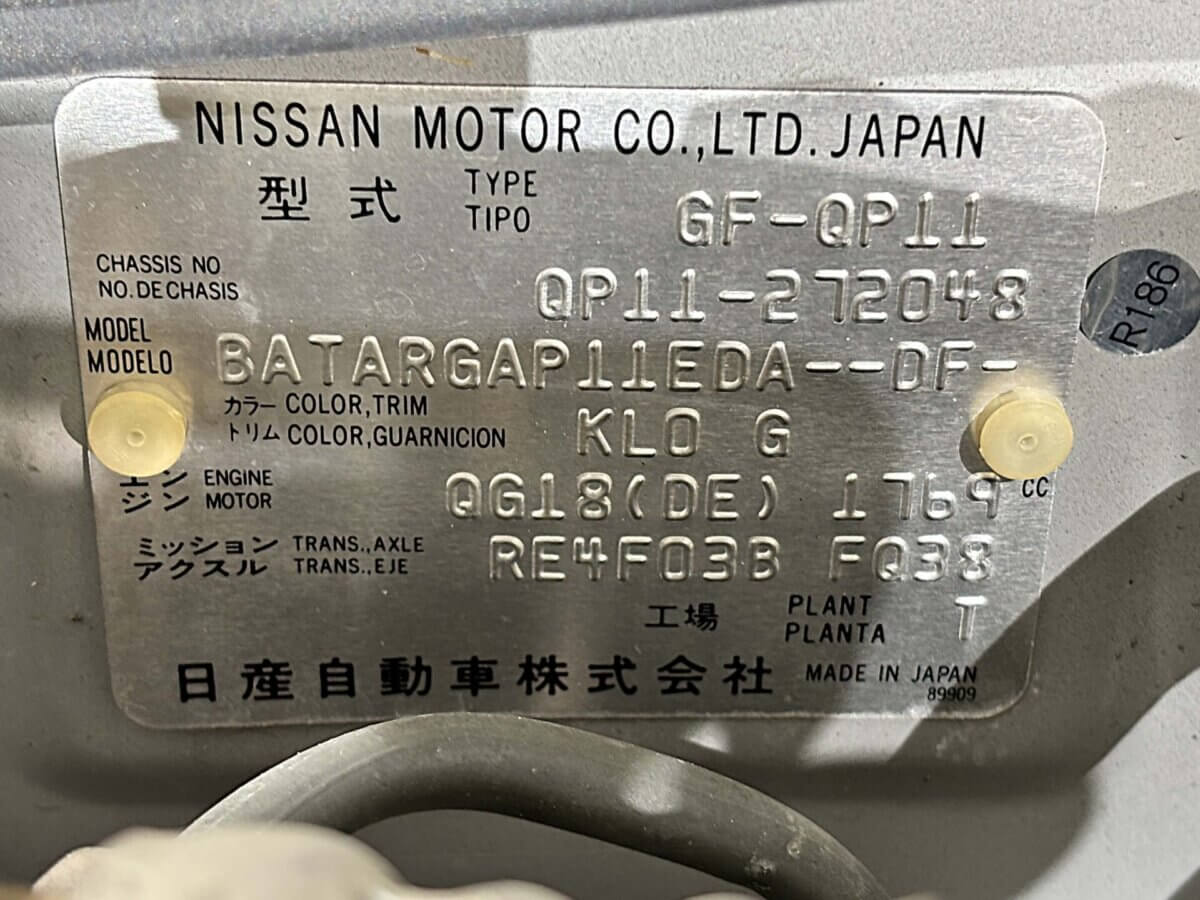 NISSAN MOTOR CO.,LTD. JAPAN
型式 TYPE GF-QP11
TIPO
CHASSIS NO QP11-272048
NO. DE CHASIS
MODEL BATARGAP11EDA--DF-
MODELO
カラー COLOR,TRIM KL0 G
トリム COLOR,GUARNICION
エン ENGINE QG18(DE) 1769 CC
ジン MOTOR
ミッション TRANS.,AXLE RE4F03B FQ38
アクスル TRANS.,EJE
工場 PLANT T
PLANTA
日産自動車株式会社 MADE IN JAPAN
89909
R186